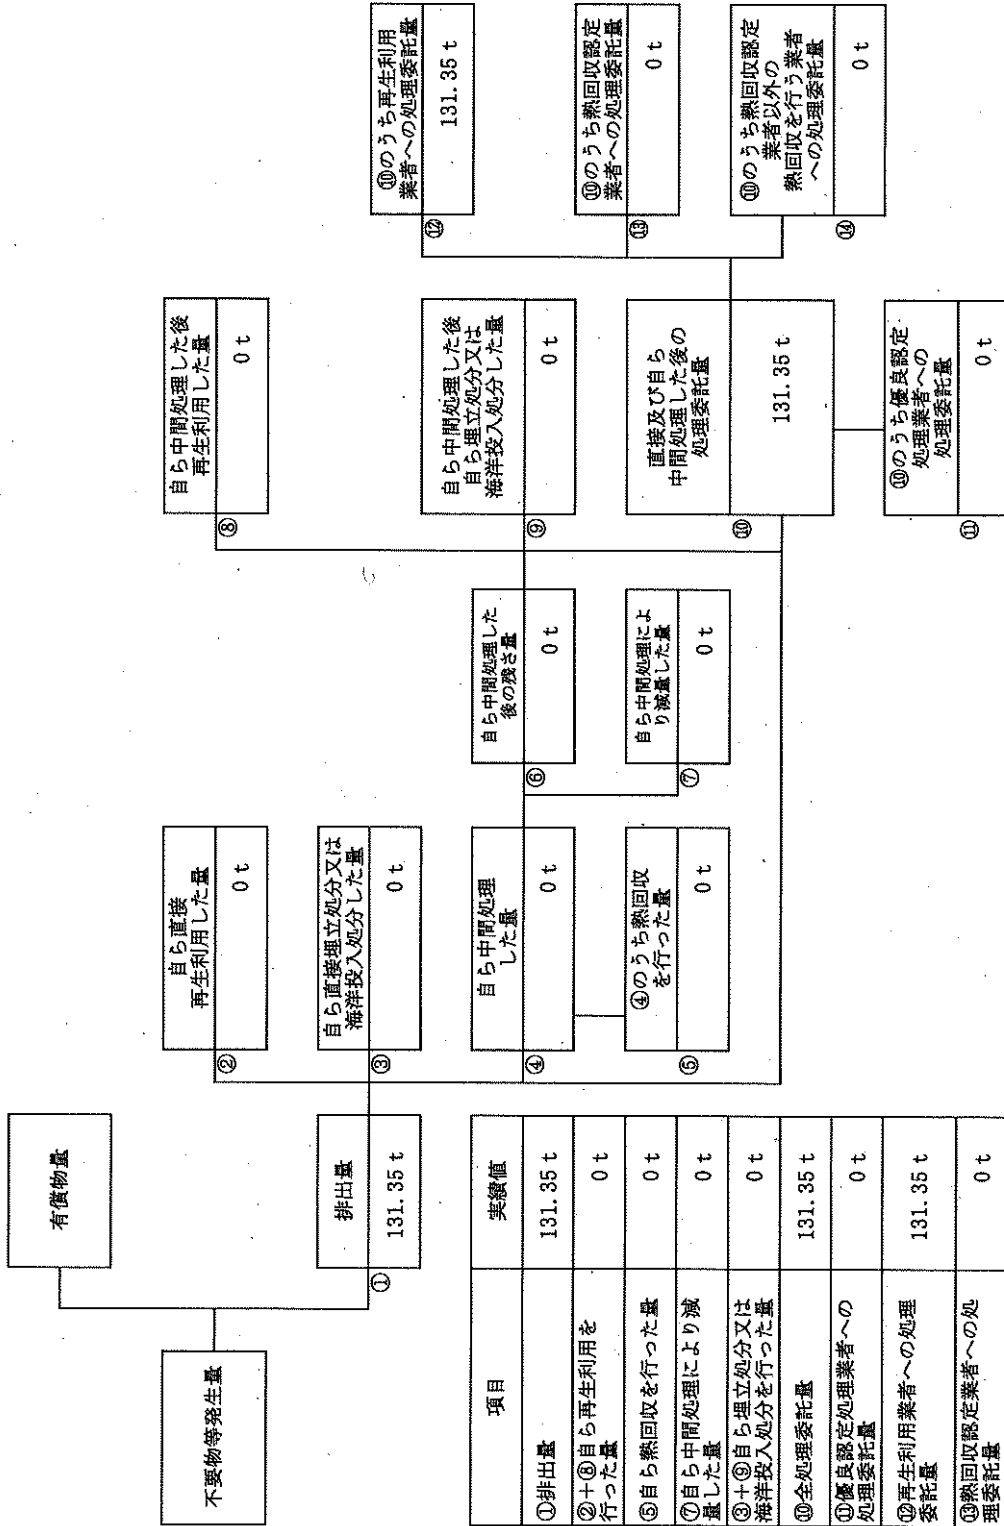 不要物等発生量
有償物量
排出量
①
131.35 t
自ら直接
再生利用した量
②
0 t
自ら直接埋立処分又は
海洋投入処分した量
③
0 t
自ら中間処理
した量
④
0 t
④のうち熱回収
を行った量
⑤
0 t
自ら中間処理した
後の残さ量
⑥
0 t
自ら中間処理によ
り減量した量
⑦
0 t
自ら中間処理した後
再生利用した量
⑧
0 t
自ら中間処理した後
自ら埋立処分又は
海洋投入処分した量
⑨
0 t
直接及び自ら
中間処理した後の
処理委託量
⑩
131.35 t
⑩のうち優良認定
処理業者への
処理委託量
⑪
0 t
⑩のうち再生利用
業者への処理委託量
⑫
131.35 t
⑩のうち熱回収認定
業者への処理委託量
⑬
0 t
⑩のうち熱回収認定
業者以外の
熱回収を行う業者
への処理委託量
⑭
0 t
項目 実績値
①排出量 131.35 t
②+⑧自ら再生利用を
行った量 0 t
⑤自ら熱回収を行った量 0 t
⑦自ら中間処理により減
量した量 0 t
③+⑨自ら埋立処分又は
海洋投入処分を行った量 0 t
⑩全処理委託量 131.35 t
⑪優良認定処理業者への
処理委託量 0 t
⑫再生利用業者への処理
委託量 131.35 t
⑬熱回収認定業者への処
理委託量 0 t